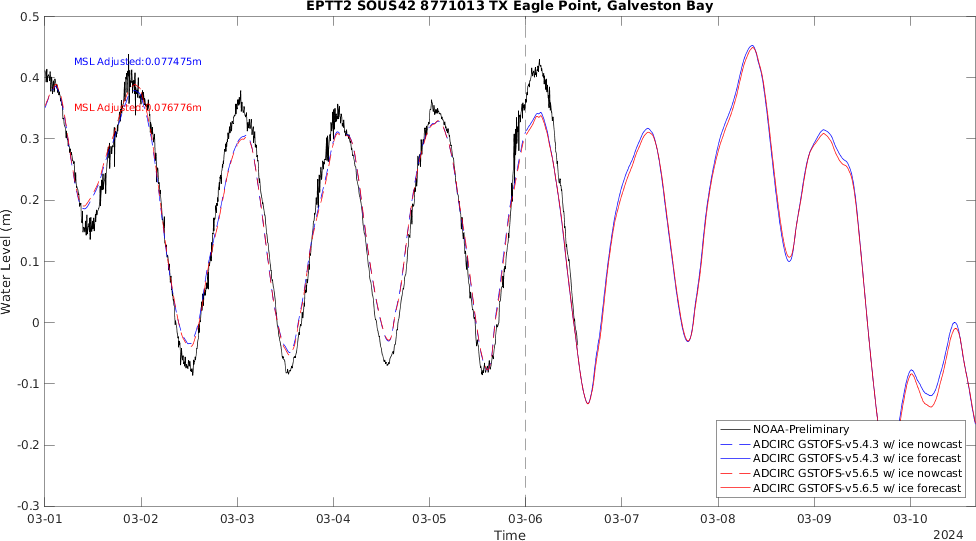 EPTT2 SOUS42 8771013 TX Eagle Point, Galveston Bay
0.5
0.4
0.3
0.2
0.1
0
-0.1
-0.2
-0.3
Water Level (m)
MSL Adjusted:0.077475m
MSL Adjusted:0.076776m
NOAA-Preliminary
ADCIRC GSTOFS-v5.4.3 w/ ice nowcast
ADCIRC GSTOFS-v5.4.3 w/ ice forecast
ADCIRC GSTOFS-v5.6.5 w/ ice nowcast
ADCIRC GSTOFS-v5.6.5 w/ ice forecast
03-01 03-02 03-03 03-04 03-05 03-06 03-07 03-08 03-09 03-10
Time
2024